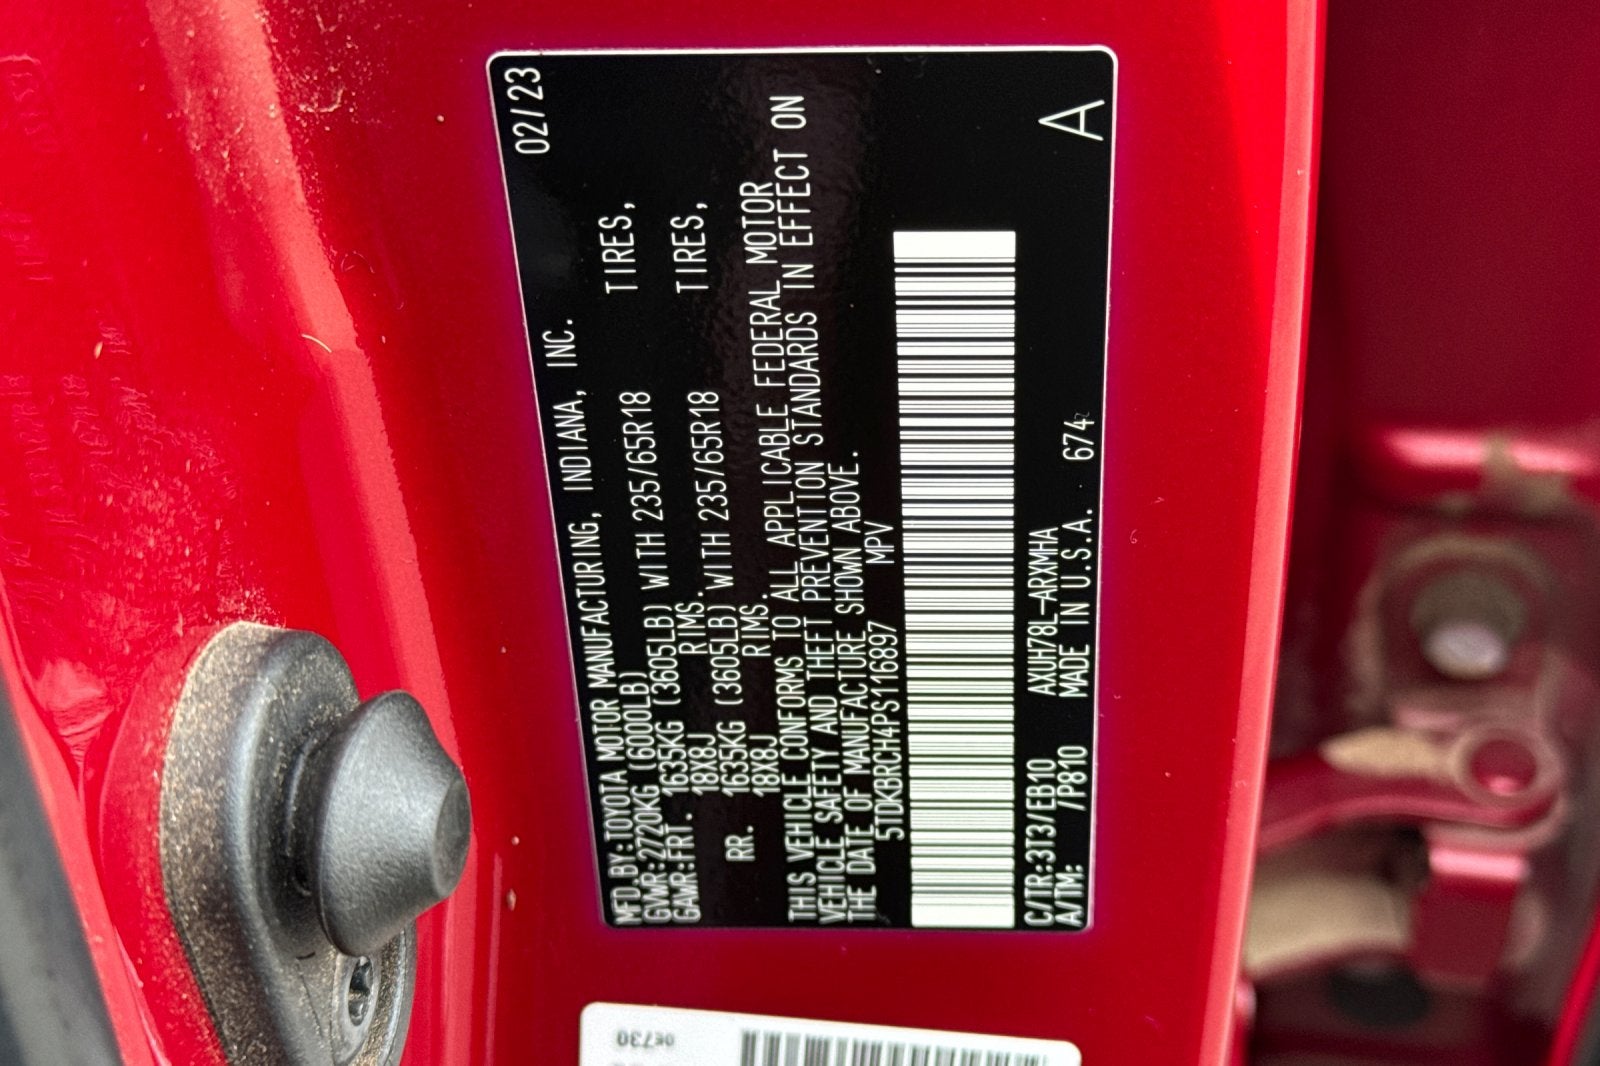 MFD.BY:TOYOTA MOTOR MANUFACTURING, INDIANA, INC. 02/23
GVWR:2720KG (6000LB)
GAWR:FRT. 1635KG (3605LB) WITH 235/65R18 TIRES,
18X8J RIMS.
RR. 1635KG (3605LB) WITH 235/65R18 TIRES,
18X8J RIMS.
THIS VEHICLE CONFORMS TO ALL APPLICABLE FEDERAL MOTOR
VEHICLE SAFETY AND THEFT PREVENTION STANDARDS IN EFFECT ON
THE DATE OF MANUFACTURE SHOWN ABOVE.
5TDKBRCH4PS116897 MPV
C/TR:3T3/EB10 AXUH78L-ARXMHA
A/TM: /P810 MADE IN U.S.A. 674
A
0E730